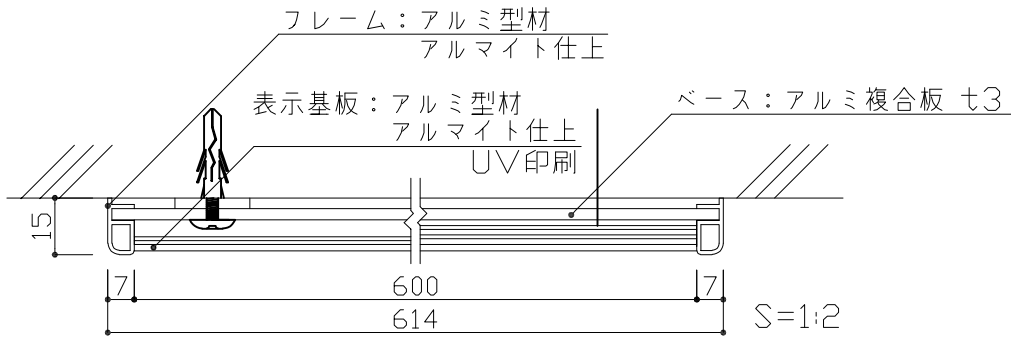 フレーム：アルミ型材
アルマイト仕上
表示基板：アルミ型材
アルマイト仕上
UV印刷
ベース：アルミ複合板 t3
15
7
600
7
614
S=1:2